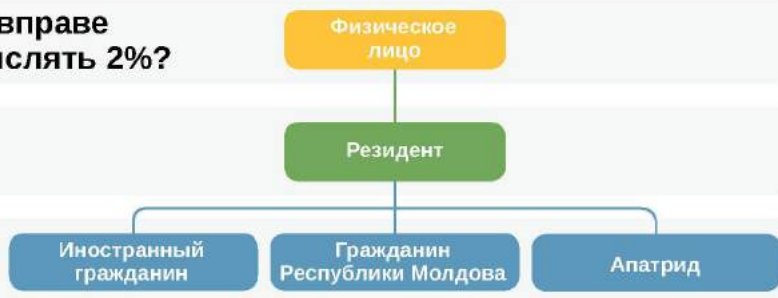 вправе
слять 2%?
Физическое
лицо
Резидент
Иностранный
гражданин
Гражданин
Республики Молдова
Апатрид